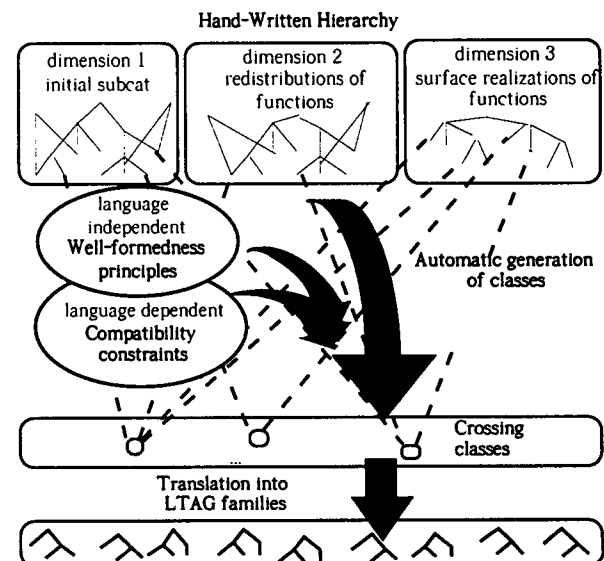 Hand-Written Hierarchy
dimension 1
initial subcat
dimension 2
redistributions of
functions
dimension 3
surface realizations of
functions
language
independent
Well-formedness
principles
language dependent
Compatibility
constraints
Automatic generation
of classes
Crossing
classes
...
Translation into
LTAG families